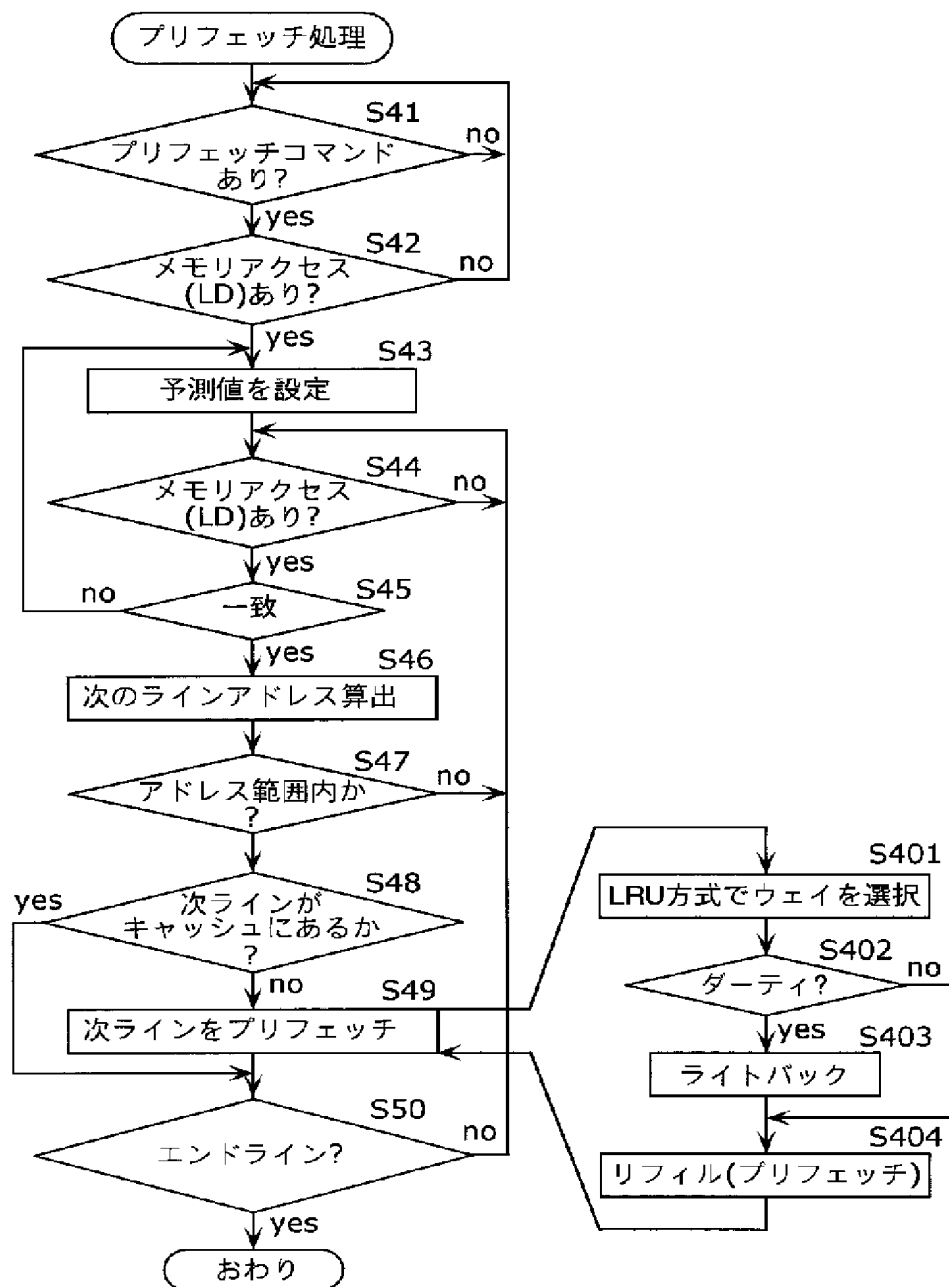 プリフェッチ処理
S41
プリフェッチコマンド
あり?
no
yes
S42
メモリアクセス
(LD)あり?
no
yes
S43
予測値を設定
S44
メモリアクセス
(LD)あり?
no
yes
S45
一致
no
yes
S46
次のラインアドレス算出
S47
アドレス範囲内か
?
no
S48
次ラインが
キャッシュにあるか
?
yes
no
S49
次ラインをプリフェッチ
S50
エンドライン?
no
yes
おわり
S401
LRU方式でウェイを選択
S402
ダーティ?
no
yes
S403
ライトバック
S404
リフィル(プリフェッチ)